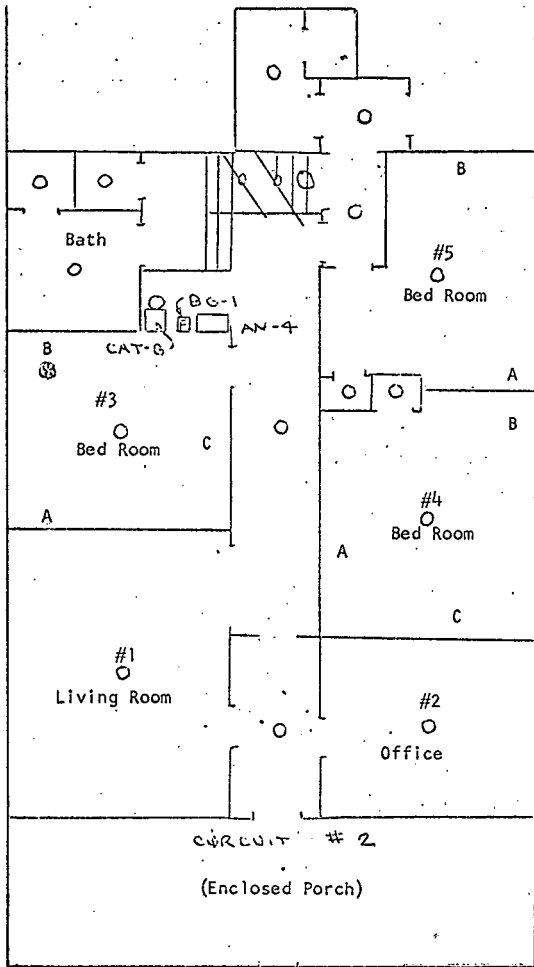 B
Bath
#5
Bed Room
BG-1
AN-4
CAT-B
B
#3
A
B
Bed Room
C
A
#4
Bed Room
A
C
#1
Living Room
#2
Office
CIRCUIT # 2
(Enclosed Porch)